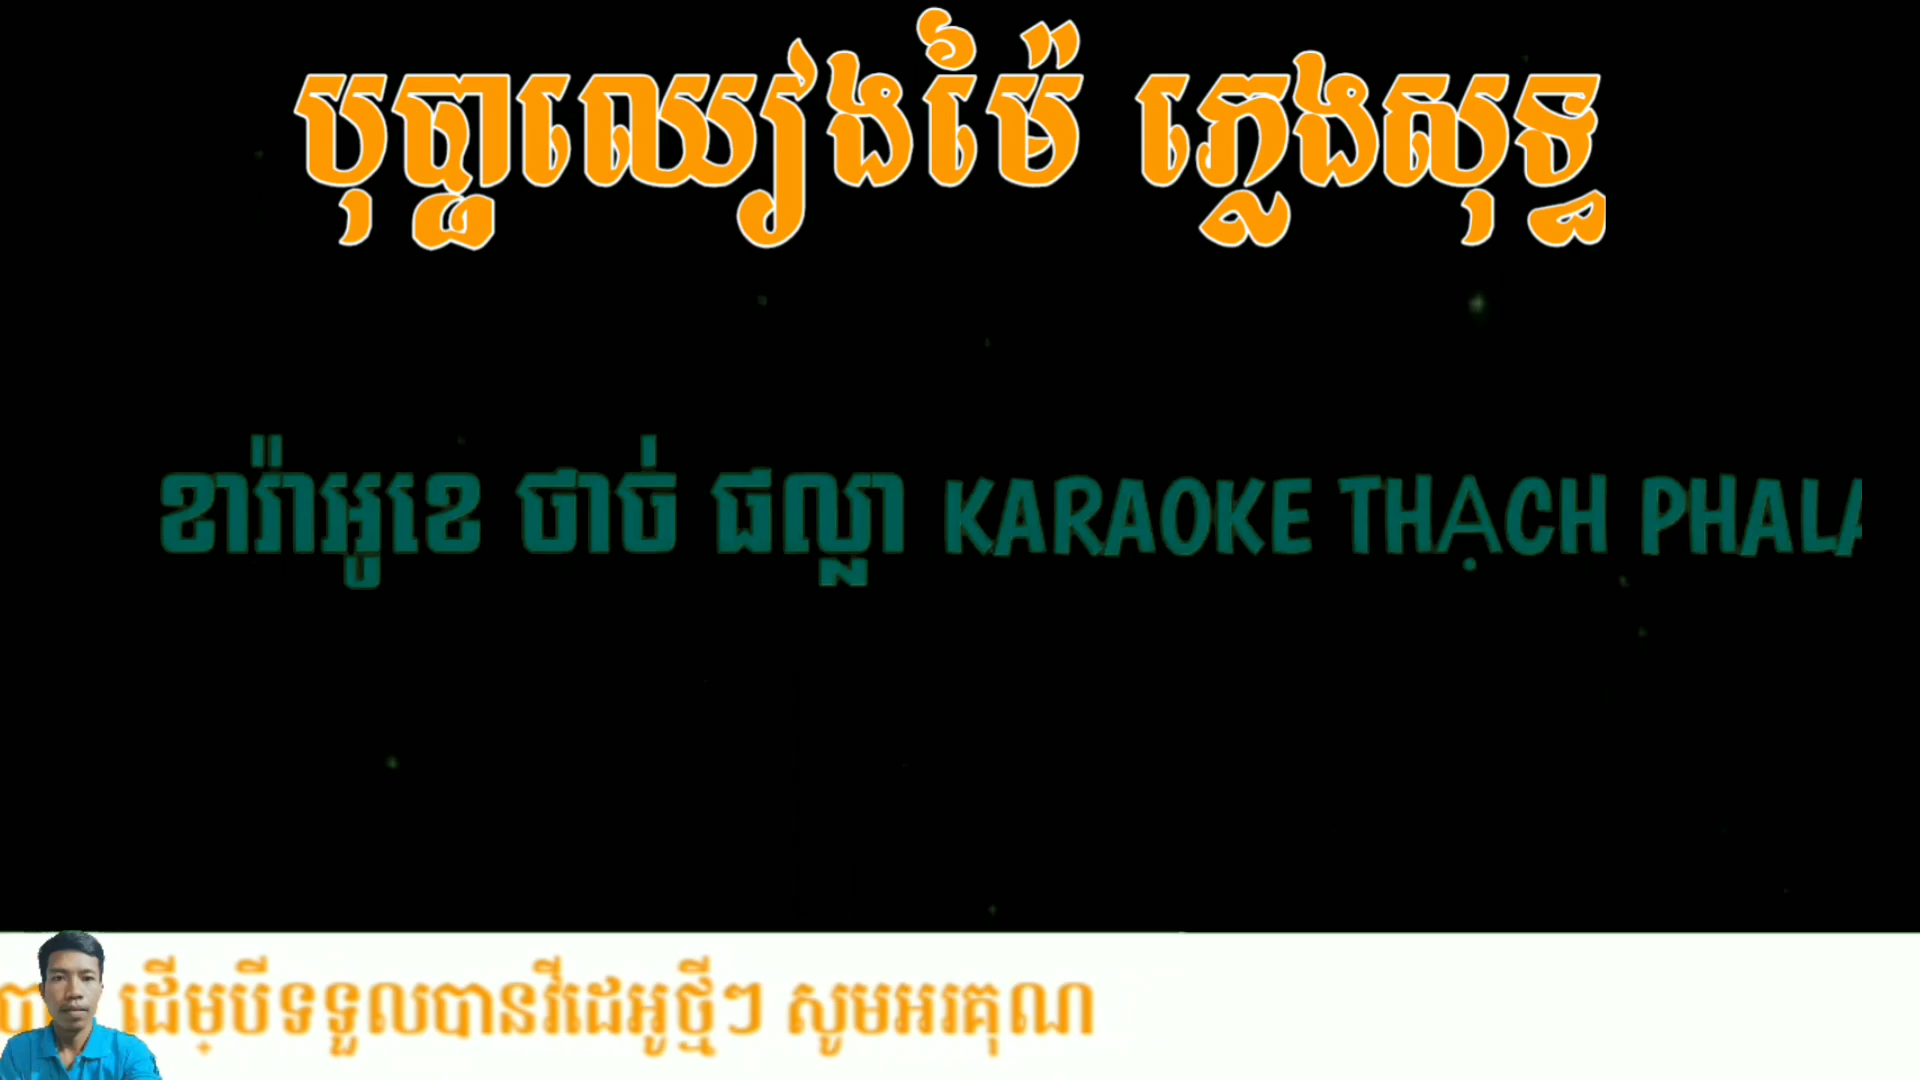 បុប្ផាឈៀងម៉ៃ ភ្លេងសុទ្ធ
ខារ៉ាអូខេ ថាច់ ផល្លា KARAOKE THẠCH PHALA
ដើម្បីទទួលបានវីដេអូថ្មីៗ សូមអរគុណ